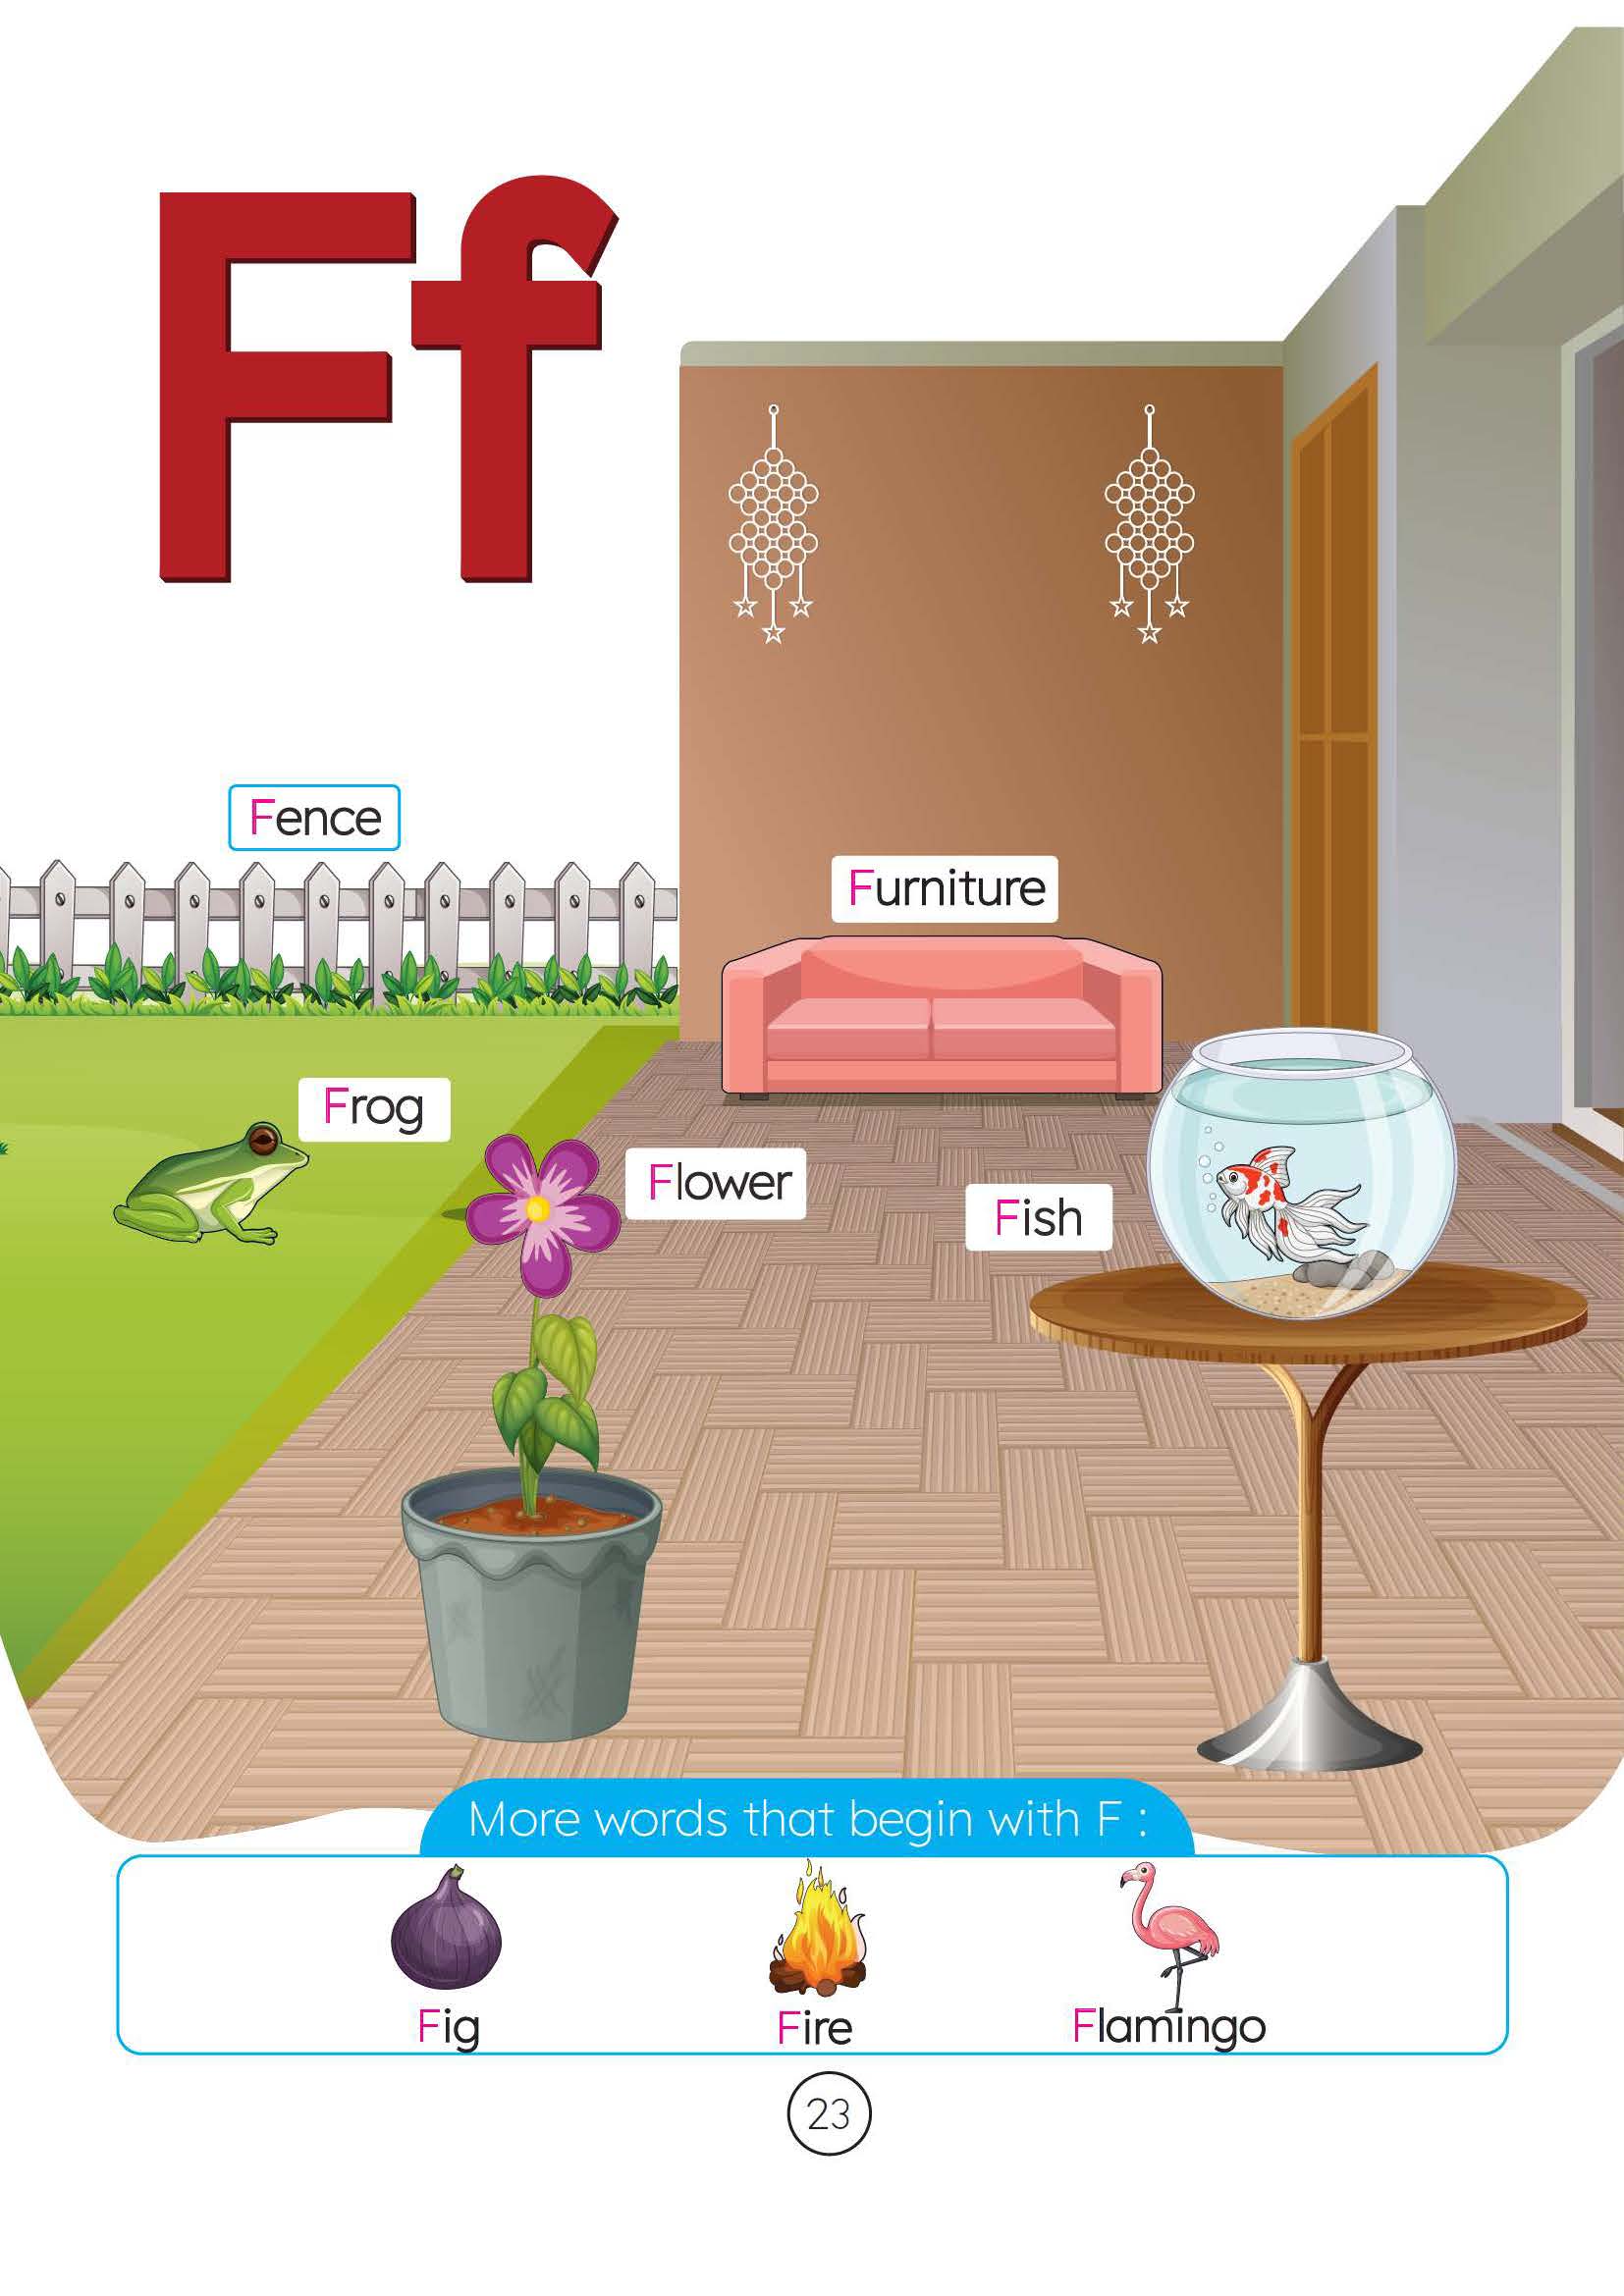 Ff
Fence
Furniture
Frog
Flower
Fish
More words that begin with F :
Fig
Fire
Flamingo
23